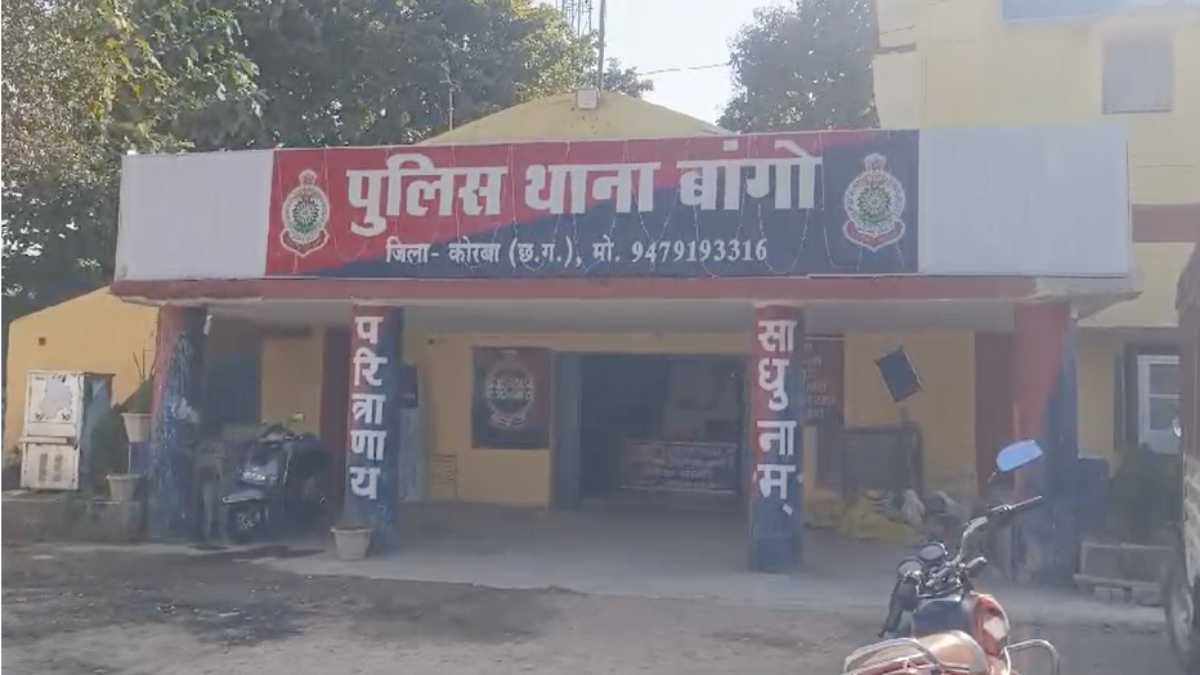 पुलिस थाना बांगो
जिला- कोरबा (छ.ग.), मो. 9479193316
परित्राणाय
साधुनाम्